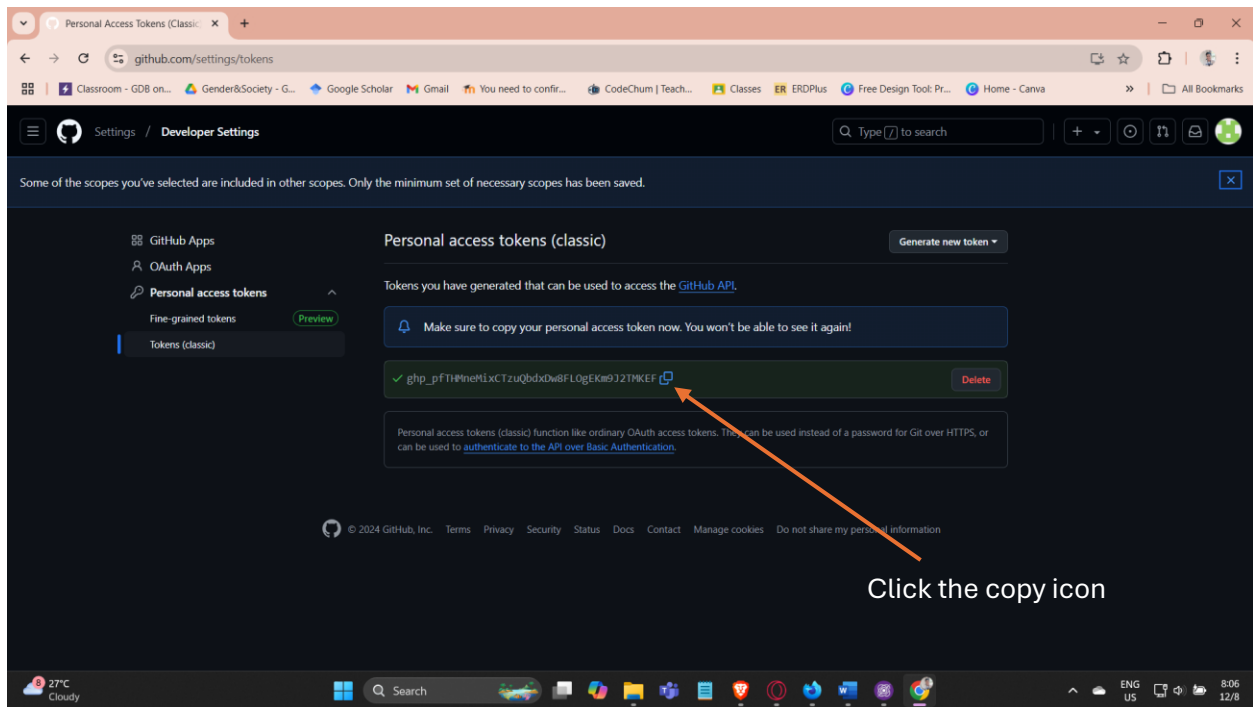 Personal Access Tokens (Classic
github.com/settings/tokens
Classroom - GDB on... Gender&Society - G... Google Scholar Gmail You need to confir... CodeChum | Teach... Classes ER ERDPlus Free Design Tool: Pr... Home - Canva » All Bookmarks
Settings / Developer Settings Type / to search
Some of the scopes you've selected are included in other scopes. Only the minimum set of necessary scopes has been saved.
GitHub Apps
OAuth Apps
Personal access tokens
Fine-grained tokens Preview
Tokens (classic)
Personal access tokens (classic) Generate new token
Tokens you have generated that can be used to access the GitHub API.
Make sure to copy your personal access token now. You won't be able to see it again!
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 Delete
Personal access tokens (classic) function like ordinary OAuth access tokens. They can be used instead of a password for Git over HTTPS, or
can be used to authenticate to the API over Basic Authentication.
© 2024 GitHub, Inc. Terms Privacy Security Status Docs Contact Manage cookies Do not share my personal information
Click the copy icon
8 27°C
Cloudy
Search
ENG
US
8:06
12/8